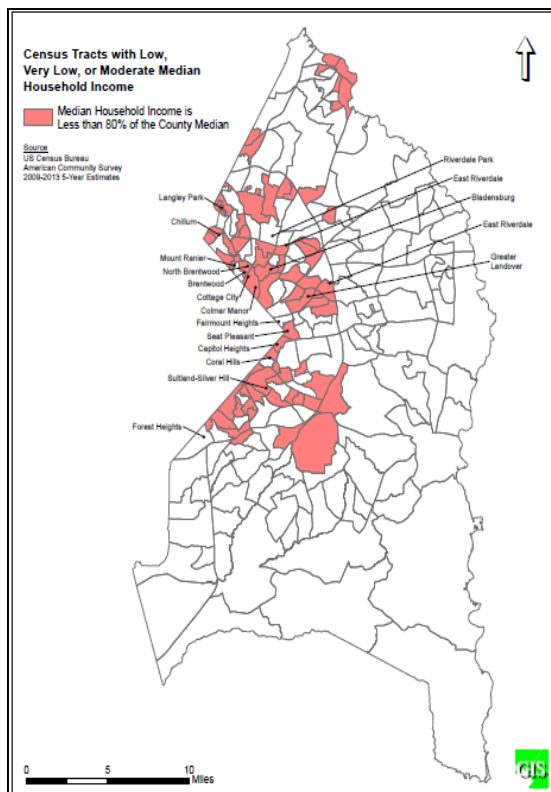 Census Tracts with Low,
Very Low, or Moderate Median
Household Income
Median Household Income is
Less than 80% of the County Median
Source
US Census Bureau
American Community Survey
2009-2013 5-Year Estimates
Riverdale Park
East Riverdale
Bladensburg
East Riverdale
Greater
Landover
Langley Park
Chillum
Mount Ranier
North Brentwood
Brentwood
Cottage City
Colmer Manor
Fairmount Heights
Seat Pleasant
Capitol Heights
Coral Hills
Suitland-Silver Hill
Forest Heights
0 5 10
Miles
GIS